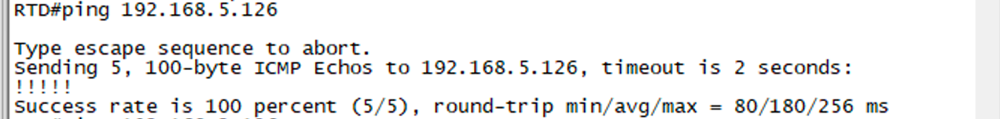 RTD#ping 192.168.5.126
Type escape sequence to abort.
Sending 5, 100-byte ICMP Echos to 192.168.5.126, timeout is 2 seconds:
!!!!!
Success rate is 100 percent (5/5), round-trip min/avg/max = 80/180/256 ms